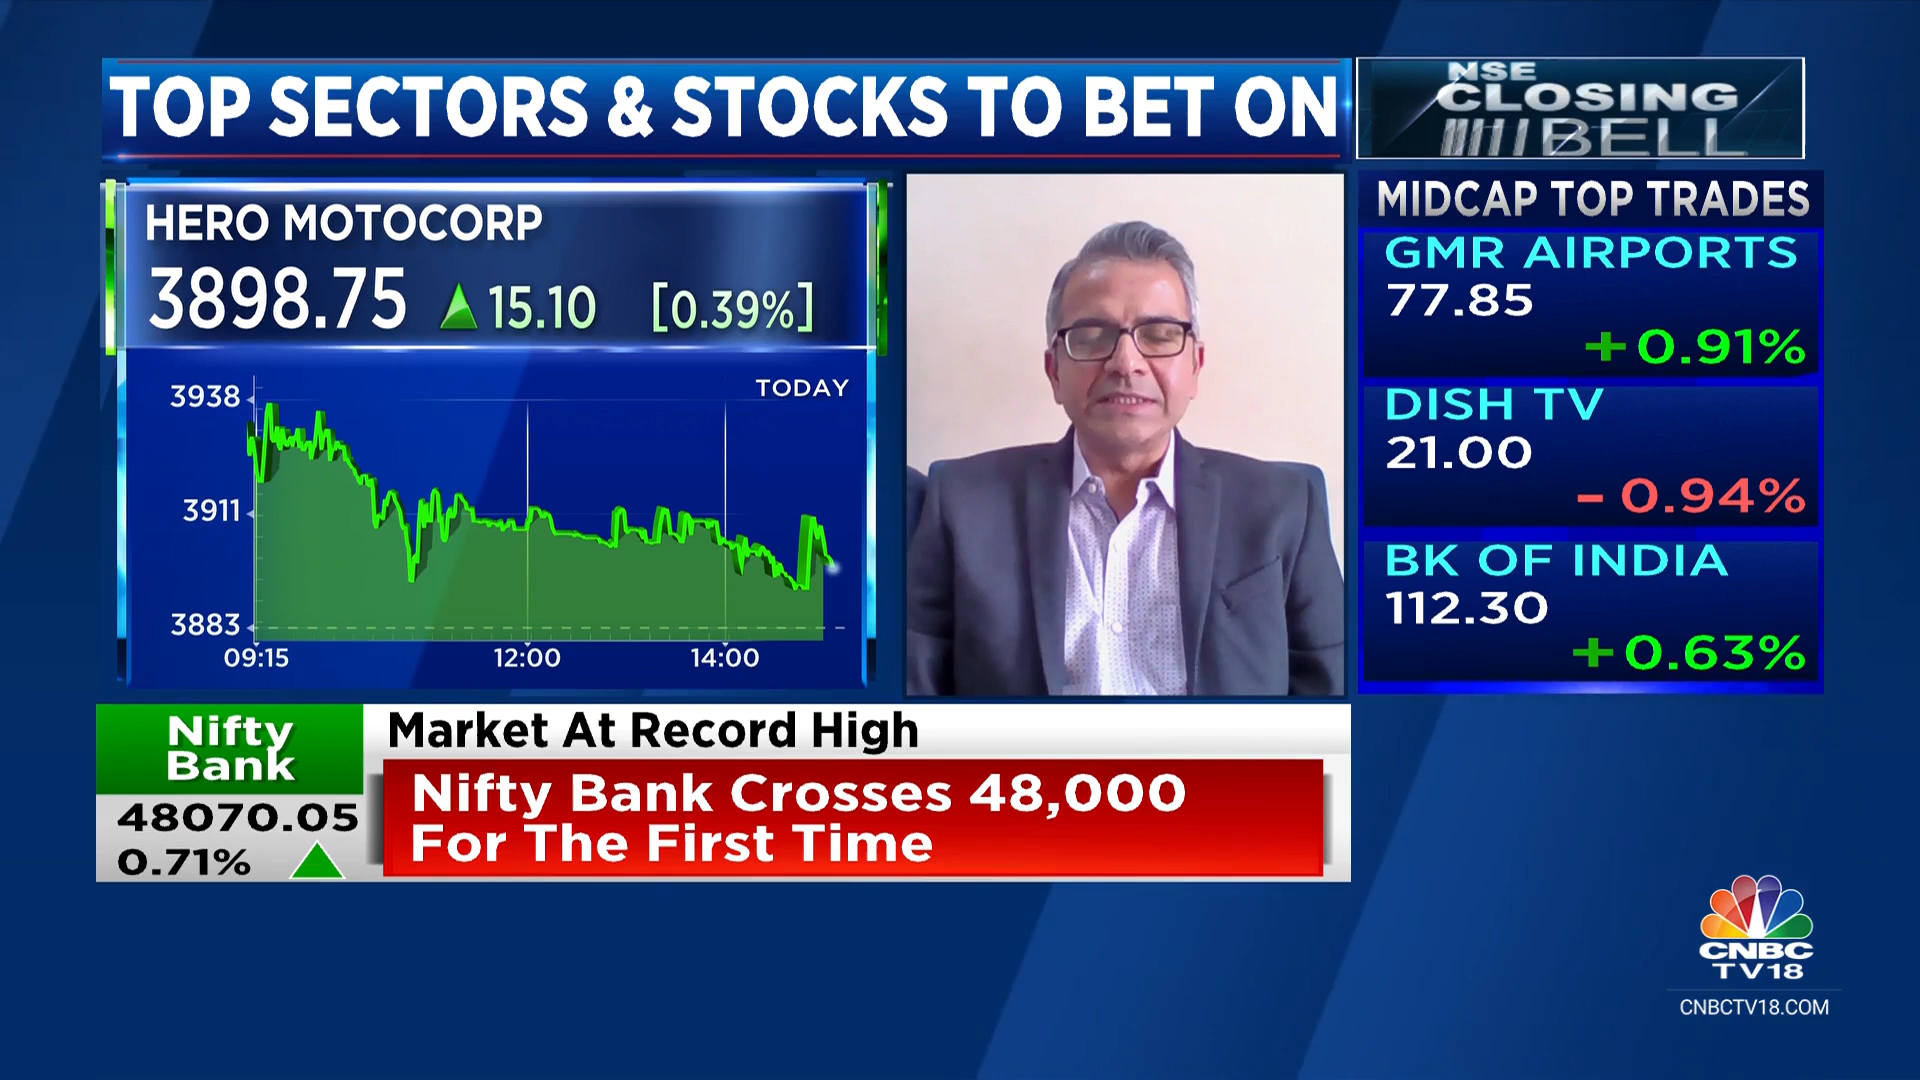 TOP SECTORS & STOCKS TO BET ON
NSE
CLOSING
BELL
HERO MOTOCORP
3898.75 ▲ 15.10 [0.39%]
TODAY
3938
3911
3883
09:15 12:00 14:00
MIDCAP TOP TRADES
GMR AIRPORTS
77.85
+0.91%
DISH TV
21.00
- 0.94%
BK OF INDIA
112.30
+0.63%
Nifty
Bank
48070.05
0.71% ▲
Market At Record High
Nifty Bank Crosses 48,000
For The First Time
CNBC
TV18
CNBCTV18.COM